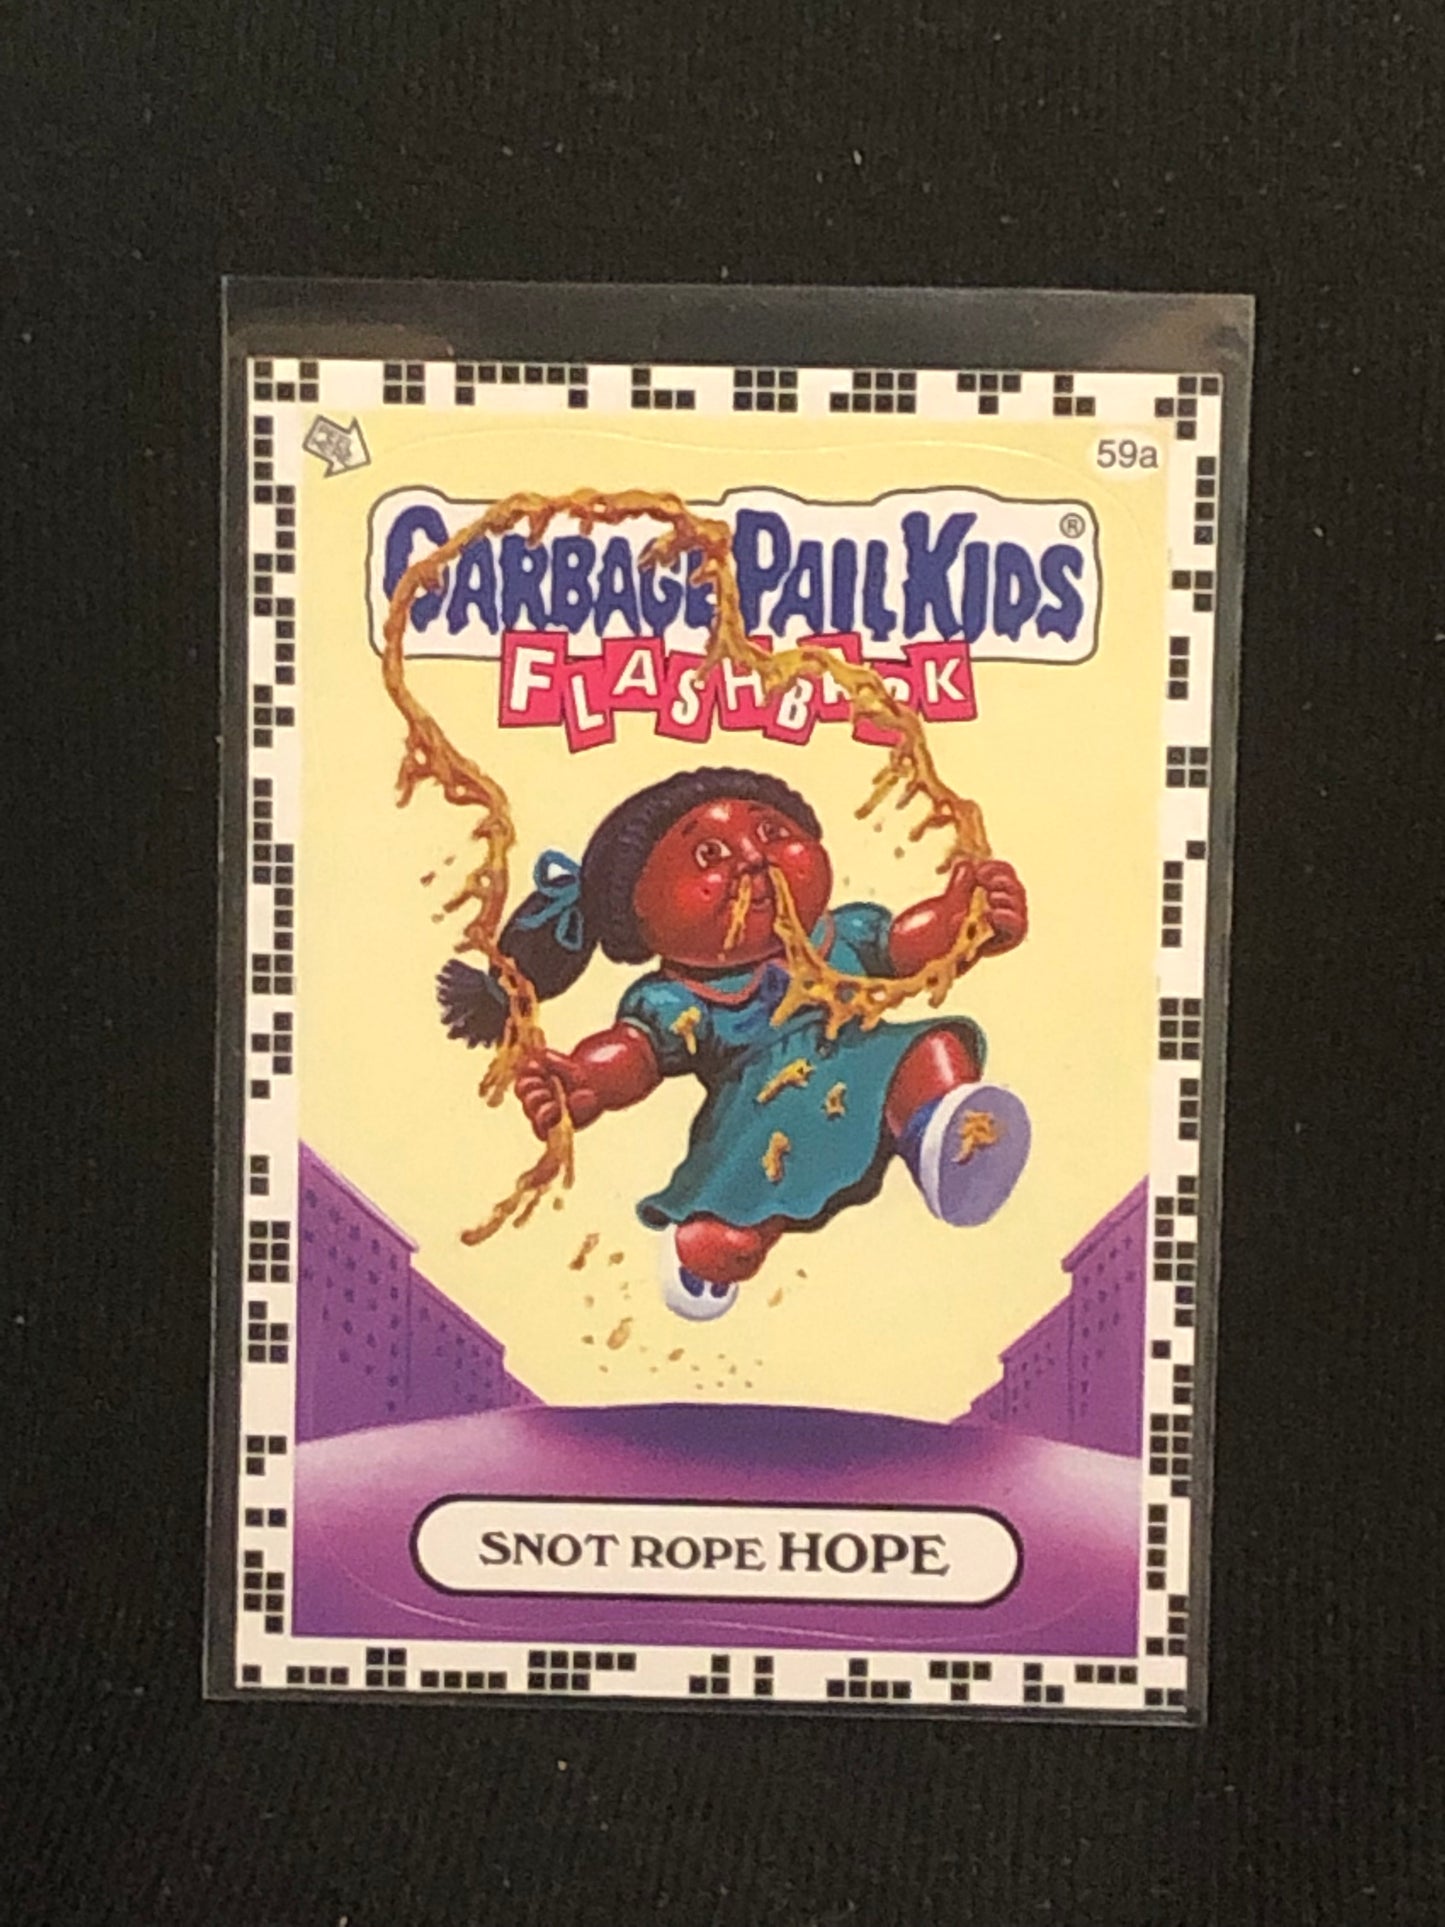 59a
GARBAGE PAIL KIDS ®
FLASHBACK
SNOT ROPE HOPE